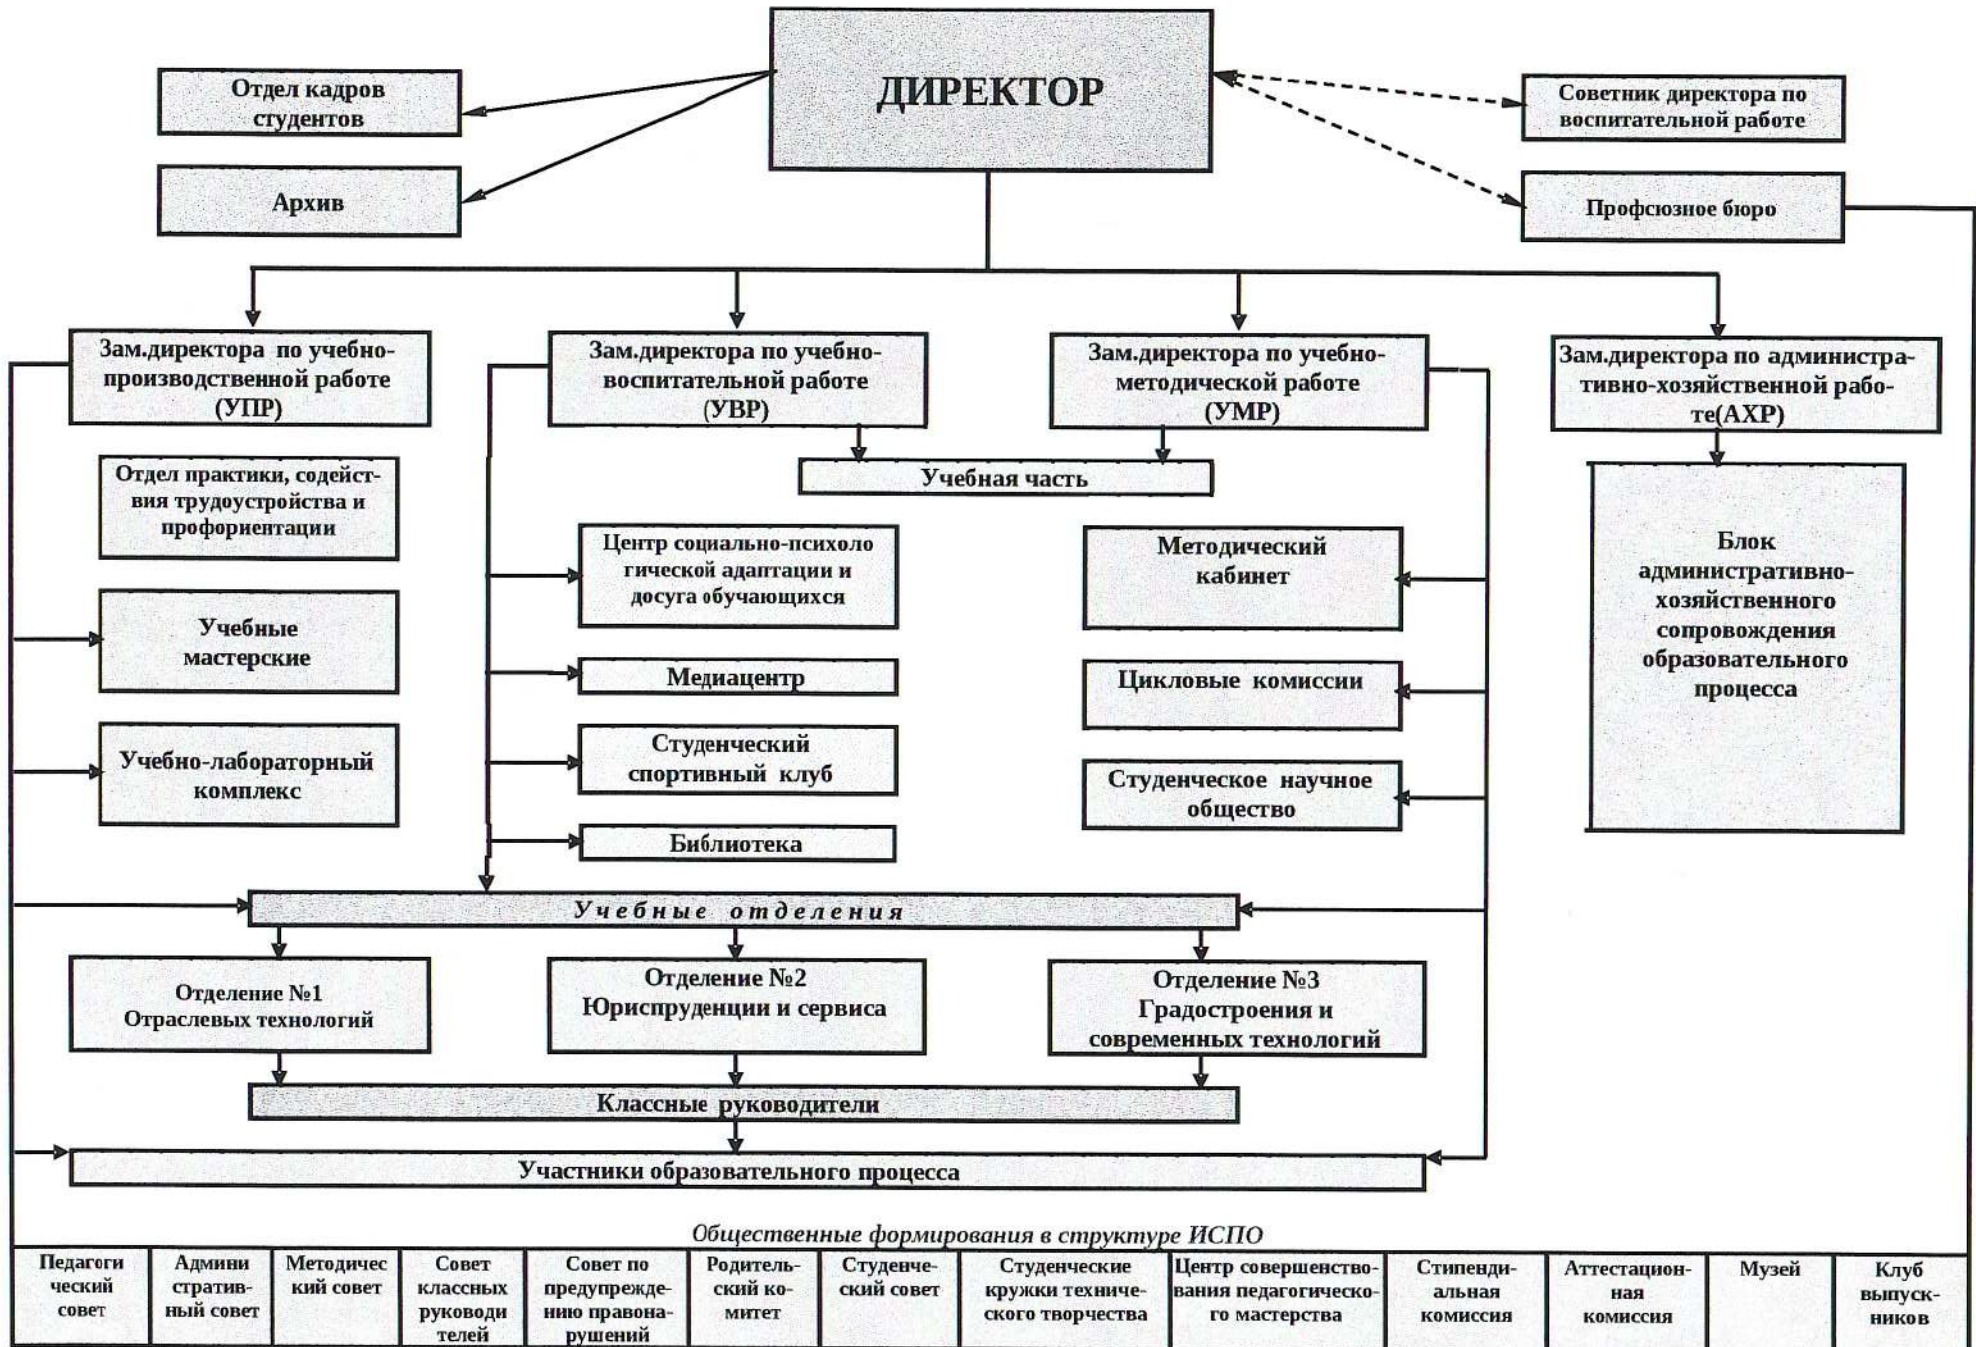 ДИРЕКТОР
Отдел кадров
студентов
Архив
Советник директора по
воспитательной работе
Профсюзное бюро
Зам.директора по учебно-
производственной работе
(УПР)
Зам.директора по учебно-
воспитательной работе
(УВР)
Зам.директора по учебно-
методической работе
(УМР)
Зам.директора по администра-
тивно-хозяйственной рабо-
те(АХР)
Учебная часть
Отдел практики, содейст-
вия трудоустройства и
профориентации
Учебные
мастерские
Учебно-лабораторный
комплекс
Центр социально-психоло
гической адаптации и
досуга обучающихся
Медиацентр
Студенческий
спортивный клуб
Библиотека
Методический
кабинет
Цикловые комиссии
Студенческое научное
общество
Блок
административно-
хозяйственного
сопровождения
образовательного
процесса
Учебные отделения
Отделение №1
Отраслевых технологий
Отделение №2
Юриспруденции и сервиса
Отделение №3
Градостроения и
современных технологий
Классные руководители
Участники образовательного процесса
Общественные формирования в структуре ИСПО
Педагоги
ческий
совет
Админи
стратив-
ный совет
Методичес
кий совет
Совет
классных
руководи
телей
Совет по
предупрежде-
нию правона-
рушений
Родитель-
ский ко-
митет
Студенче-
ский совет
Студенческие
кружки техниче-
ского творчества
Центр совершенство-
вания педагогическо-
го мастерства
Стипенди-
альная
комиссия
Аттестацион-
ная
комиссия
Музей
Клуб
выпуск-
ников